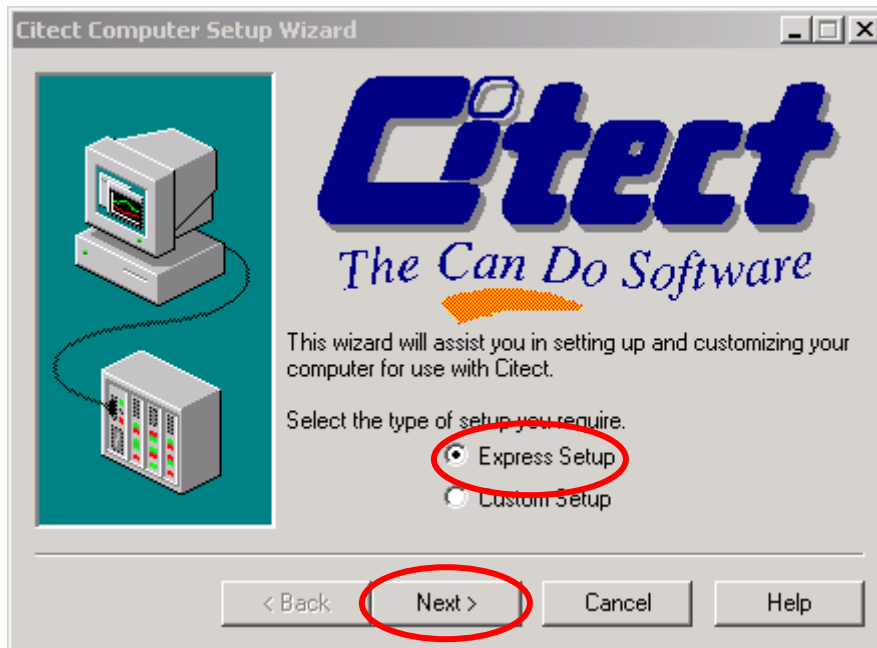 Citect Computer Setup Wizard
Citect
The Can Do Software
This wizard will assist you in setting up and customizing your
computer for use with Citect.
Select the type of setup you require.
Express Setup
Custom Setup
< Back
Next >
Cancel
Help